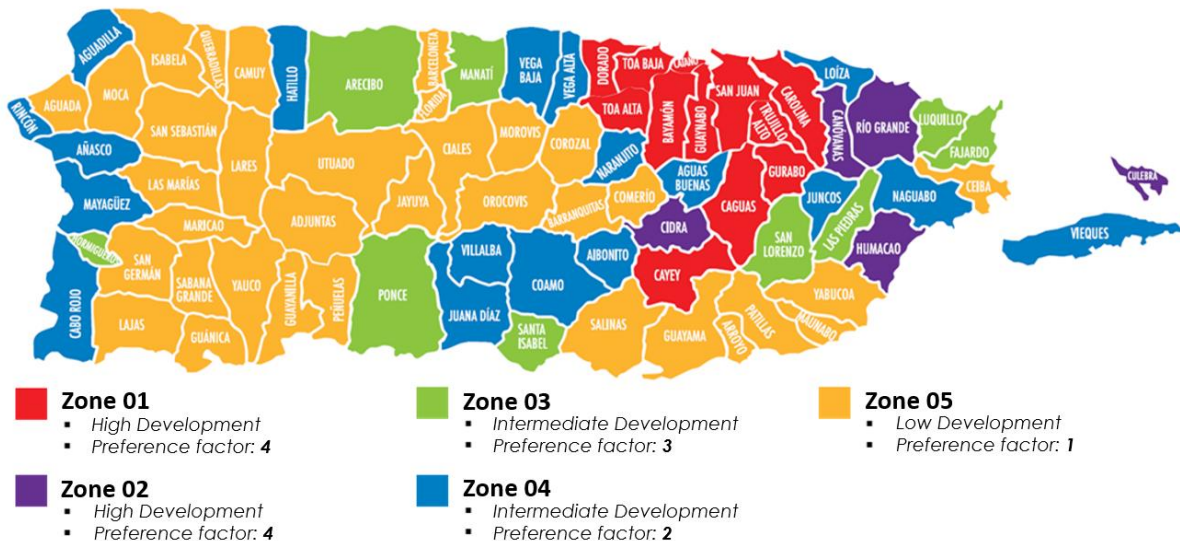 AGUADILLA
ISABELA
QUEBRADILLAS
CAMUY
HATILLO
ARECIBO
BARCELONETA
MANATÍ
VEGA
BAJA
VEGA ALTA
DORADO
TOA BAJA
CATAÑO
SAN JUAN
CAROLINA
LOÍZA
RINCÓN
AGUADA
MOCA
FLORIDA
TOA ALTA
BAYAMÓN
GUAYNABO
TRUJILLO
ALTO
CANÓVANAS
RÍO GRANDE
LUQUILLO
FAJARDO
CULEBRA
AÑASCO
SAN SEBASTIÁN
LARES
UTUADO
CIALES
MOROVIS
COROZAL
NARANJITO
AGUAS
BUENAS
GURABO
CEIBA
MAYAGÜEZ
LAS MARÍAS
ADJUNTAS
JAYUYA
OROCOVIS
BARRANQUITAS
COMERÍO
CIDRA
CAGUAS
JUNCOS
LAS PIEDRAS
NAGUABO
VIEQUES
HORMIGUEROS
MARICAO
SAN
GERMÁN
SABANA
GRANDE
YAUCO
GUAYANILLA
PEÑUELAS
PONCE
VILLALBA
COAMO
AIBONITO
CAYEY
SAN
LORENZO
HUMACAO
CABO ROJO
LAJAS
GUÁNICA
JUANA DÍAZ
SANTA
ISABEL
SALINAS
GUAYAMA
ARROYO
PATILLAS
MAUNABO
YABUCOA
Zone 01
▪ High Development
▪ Preference factor: 4
Zone 03
▪ Intermediate Development
▪ Preference factor: 3
Zone 05
▪ Low Development
▪ Preference factor: 1
Zone 02
▪ High Development
▪ Preference factor: 4
Zone 04
▪ Intermediate Development
▪ Preference factor: 2